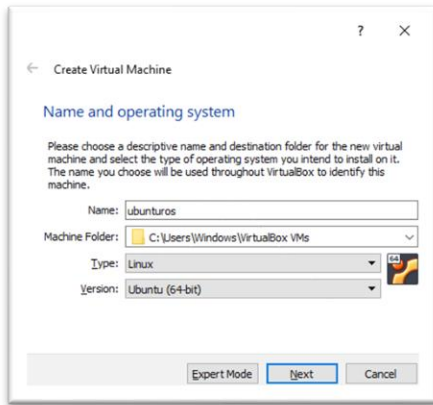 ?
Create Virtual Machine
Name and operating system
Please choose a descriptive name and destination folder for the new virtual
machine and select the type of operating system you intend to install on it.
The name you choose will be used throughout VirtualBox to identify this
machine.
Name: ubunturos
Machine Folder: C:\Users\Windows\VirtualBox VMs
Type: Linux
64
Version: Ubuntu (64-bit)
Expert Mode Next Cancel